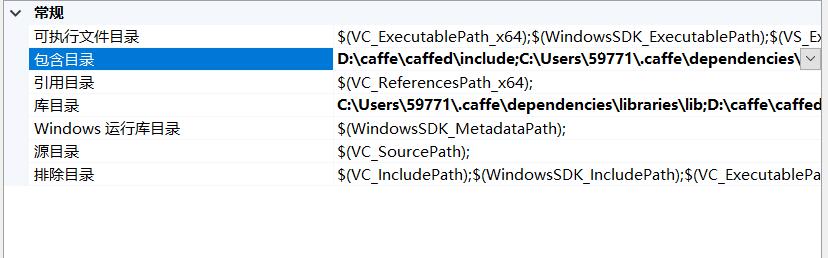 常规
可执行文件目录 $(VC_ExecutablePath_x64);$(WindowsSDK_ExecutablePath);$(VS_Ex
包含目录 D:\caffe\caffed\include;C:\Users\59771\.caffe\dependencies\
引用目录 $(VC_ReferencesPath_x64);
库目录 C:\Users\59771\.caffe\dependencies\libraries\lib;D:\caffe\caffed
Windows 运行库目录 $(WindowsSDK_MetadataPath);
源目录 $(VC_SourcePath);
排除目录 $(VC_IncludePath);$(WindowsSDK_IncludePath);$(VC_ExecutablePa